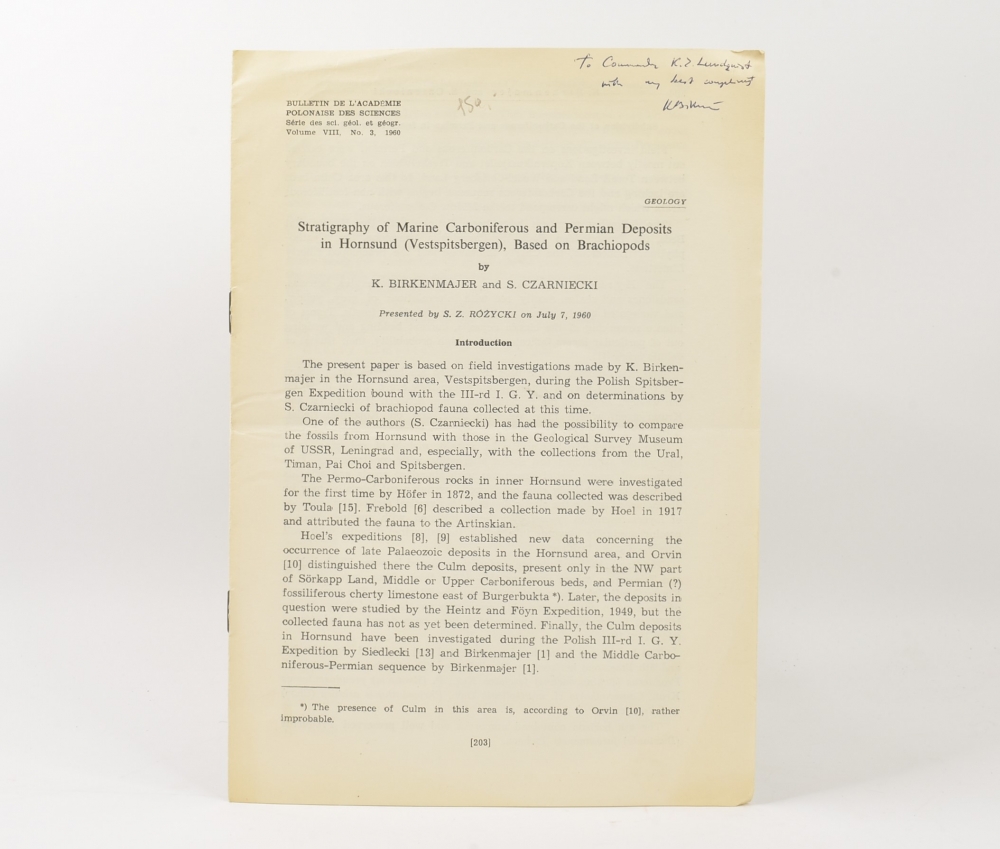 To Commander K. Z. Lundquist
with my best compliments
K. Birkenmajer
150:
BULLETIN DE L'ACADÉMIE
POLONAISE DES SCIENCES
Série des sci. géol. et géogr.
Volume VIII, No. 3, 1960
GEOLOGY
Stratigraphy of Marine Carboniferous and Permian Deposits
in Hornsund (Vestspitsbergen), Based on Brachiopods
by
K. BIRKENMAJER and S. CZARNIECKI
Presented by S. Z. RÓŻYCKI on July 7, 1960
Introduction
The present paper is based on field investigations made by K. Birken-
majer in the Hornsund area, Vestspitsbergen, during the Polish Spitsber-
gen Expedition bound with the III-rd I. G. Y. and on determinations by
S. Czarniecki of brachiopod fauna collected at this time.
One of the authors (S. Czarniecki) has had the possibility to compare
the fossils from Hornsund with those in the Geological Survey Museum
of USSR, Leningrad and, especially, with the collections from the Ural,
Timan, Pai Choi and Spitsbergen.
The Permo-Carboniferous rocks in inner Hornsund were investigated
for the first time by Höfer in 1872, and the fauna collected was described
by Toula [15]. Frebold [6] described a collection made by Hoel in 1917
and attributed the fauna to the Artinskian.
Hoel's expeditions [8], [9] established new data concerning the
occurrence of late Palaeozoic deposits in the Hornsund area, and Orvin
[10] distinguished there the Culm deposits, present only in the NW part
of Sörkapp Land, Middle or Upper Carboniferous beds, and Permian (?)
fossiliferous cherty limestone east of Burgerbukta *). Later, the deposits in
question were studied by the Heintz and Föyn Expedition, 1949, but the
collected fauna has not as yet been determined. Finally, the Culm deposits
in Hornsund have been investigated during the Polish III-rd I. G. Y.
Expedition by Siedlecki [13] and Birkenmajer [1] and the Middle Carbo-
niferous-Permian sequence by Birkenmajer [1].
*) The presence of Culm in this area is, according to Orvin [10], rather
improbable.
[203]